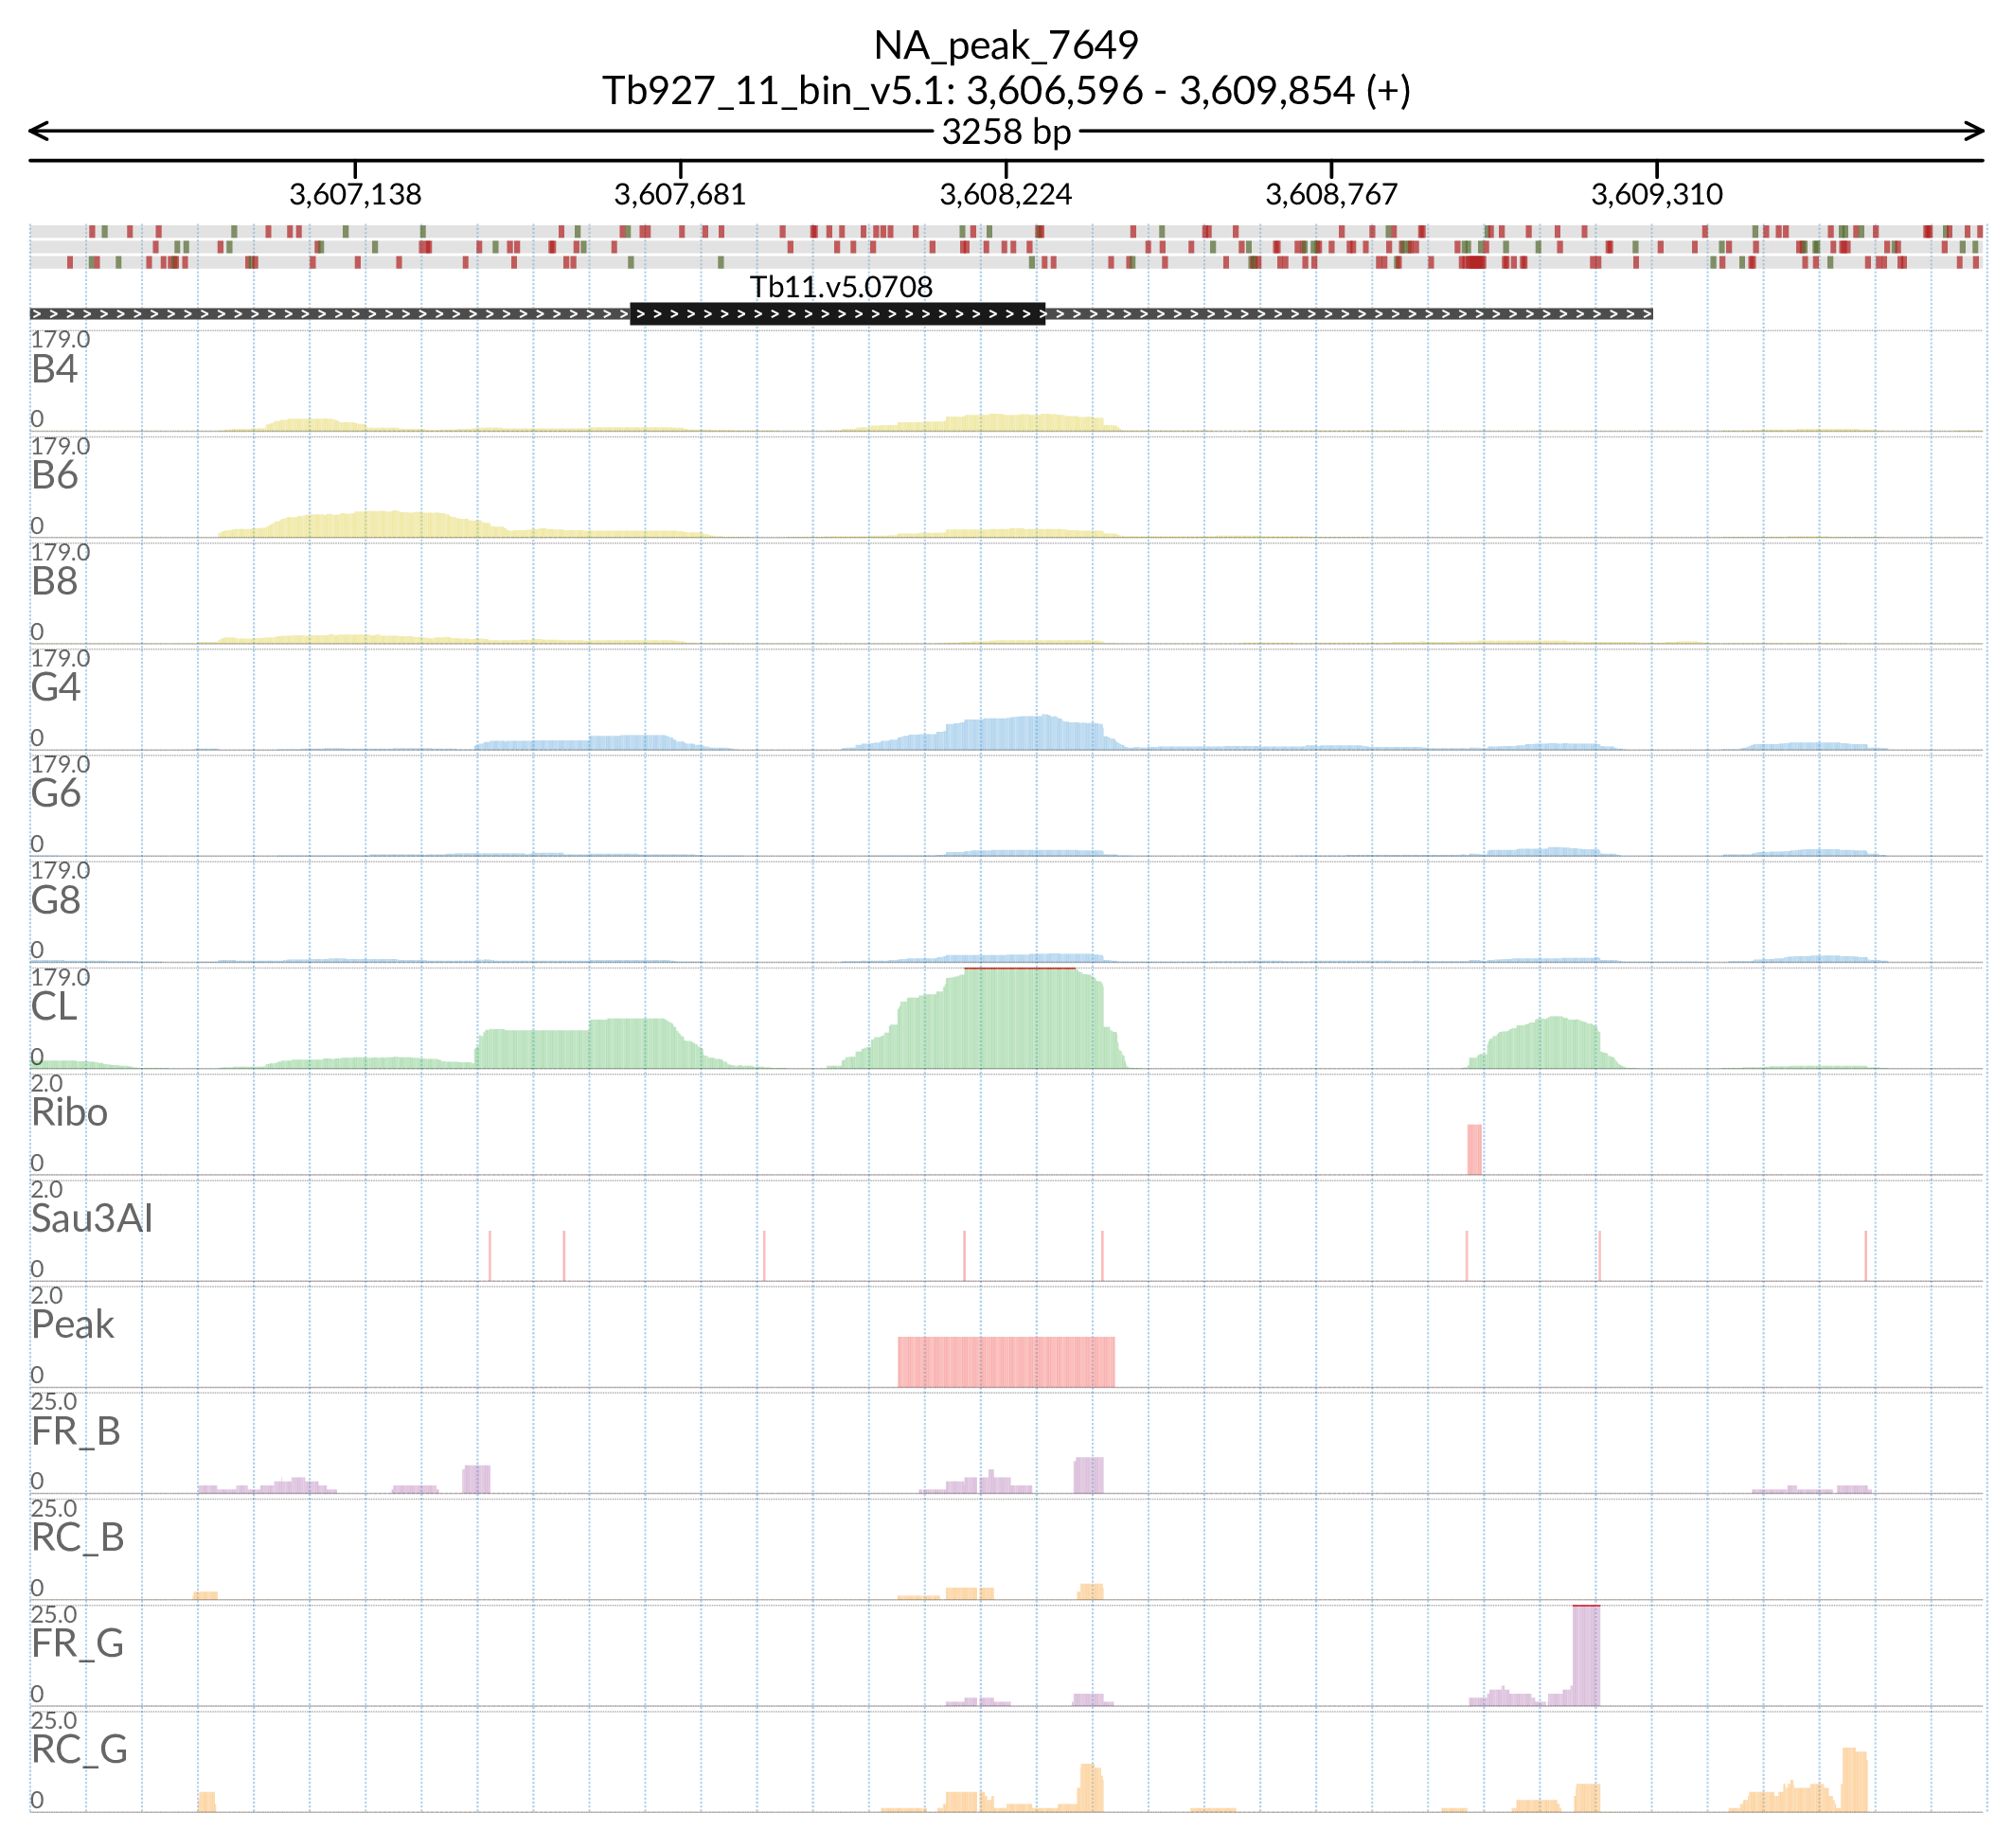 NA_peak_7649
Tb927_11_bin_v5.1: 3,606,596 - 3,609,854 (+)
3258 bp
3,607,138 3,607,681 3,608,224 3,608,767 3,609,310
Tb11.v5.0708
179.0
B4
0
179.0
B6
0
179.0
B8
0
179.0
G4
0
179.0
G6
0
179.0
G8
0
179.0
CL
0
2.0
Ribo
0
2.0
Sau3AI
0
2.0
Peak
0
25.0
FR_B
0
25.0
RC_B
0
25.0
FR_G
0
25.0
RC_G
0